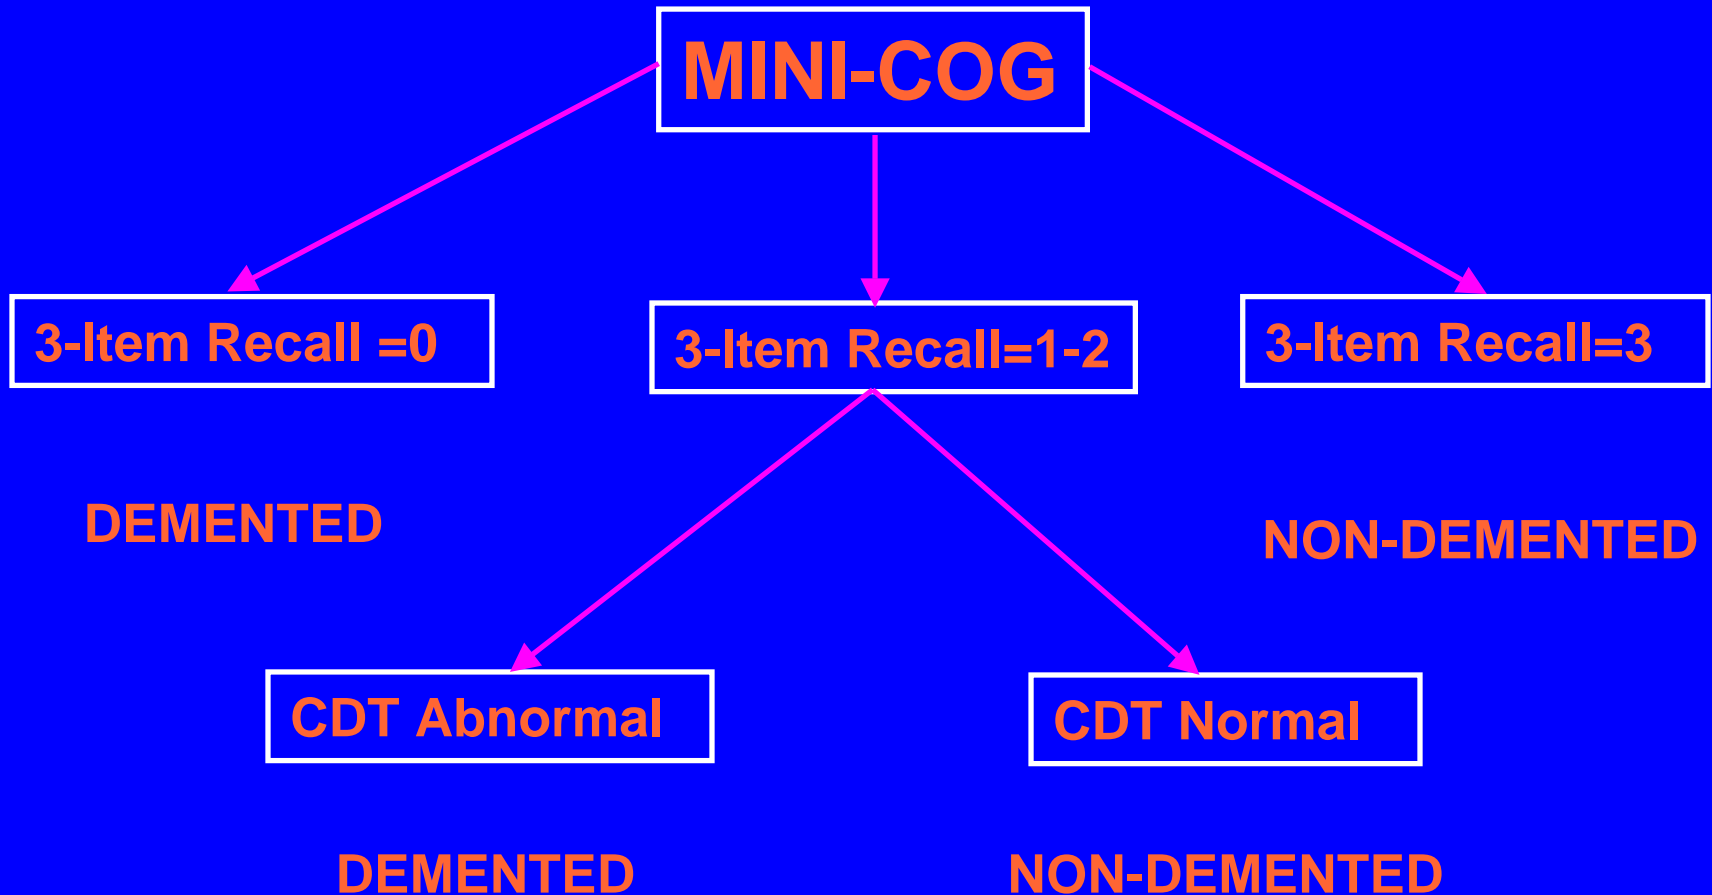 MINI-COG
3-Item Recall =0
3-Item Recall=1-2
3-Item Recall=3
DEMENTED
NON-DEMENTED
CDT Abnormal
CDT Normal
DEMENTED
NON-DEMENTED